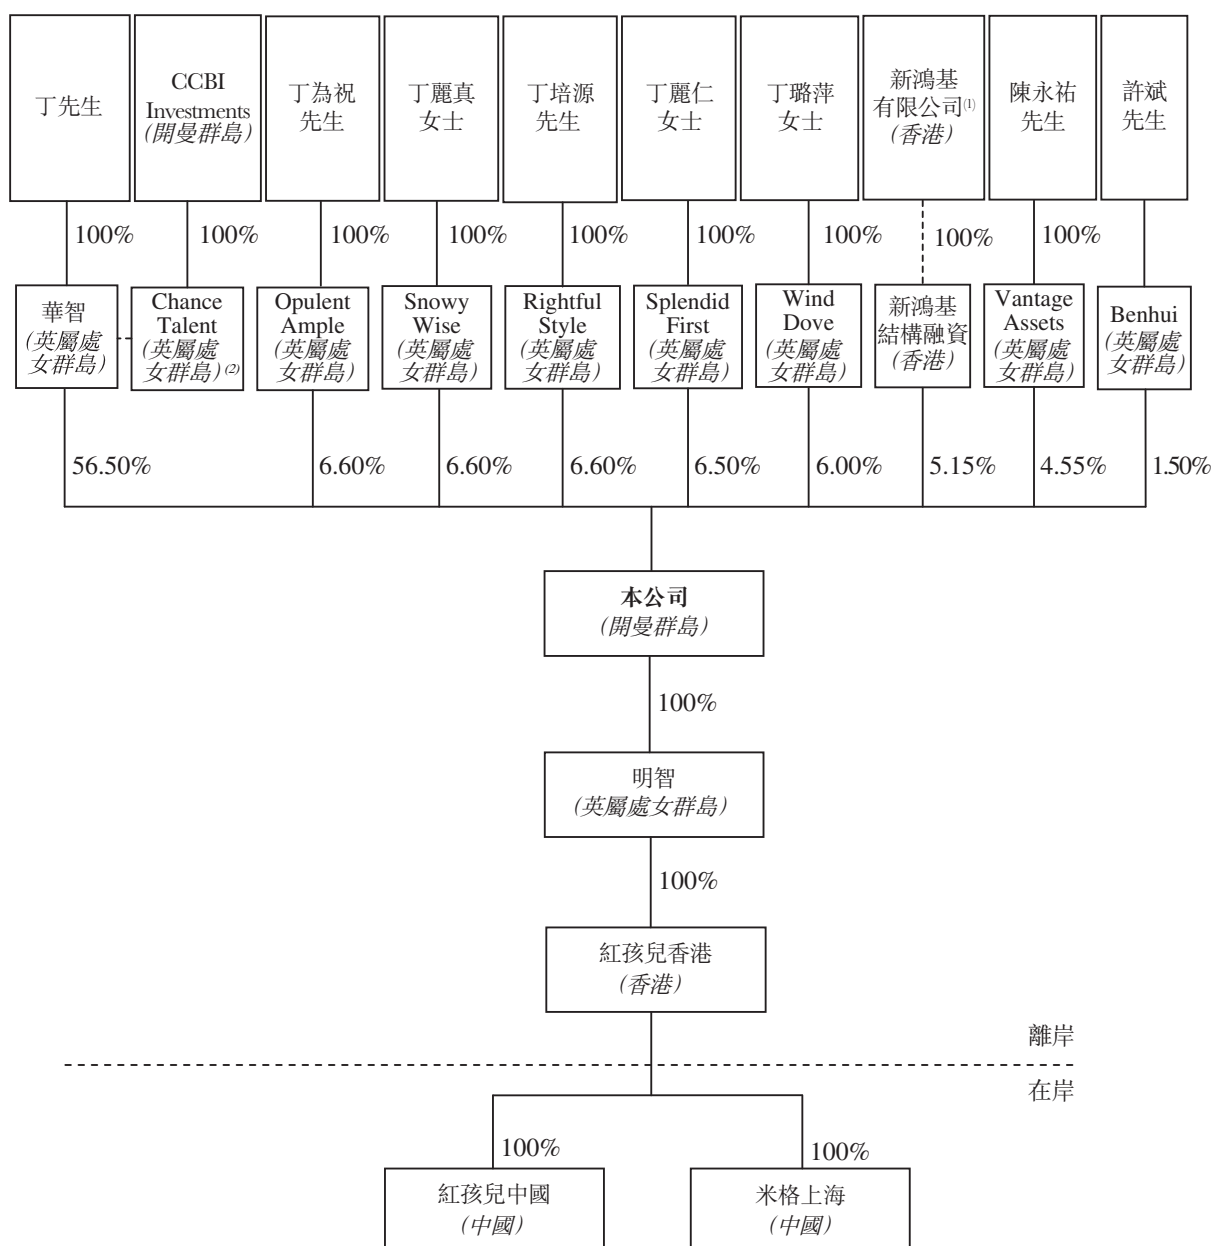 丁先生
CCBI
Investments
(開曼群島)
丁為祝
先生
丁麗真
女士
丁培源
先生
丁麗仁
女士
丁璐萍
女士
新鴻基
有限公司(1)
(香港)
陳永祐
先生
許斌
先生
100%
100%
100%
100%
100%
100%
100%
100%
100%
華智
(英屬處
女群島)
Chance
Talent
(英屬處
女群島)(2)
Opulent
Ample
(英屬處
女群島)
Snowy
Wise
(英屬處
女群島)
Rightful
Style
(英屬處
女群島)
Splendid
First
(英屬處
女群島)
Wind
Dove
(英屬處
女群島)
新鴻基
結構融資
(香港)
Vantage
Assets
(英屬處
女群島)
Benhui
(英屬處
女群島)
56.50%
6.60%
6.60%
6.60%
6.50%
6.00%
5.15%
4.55%
1.50%
本公司
(開曼群島)
100%
明智
(英屬處女群島)
100%
紅孩兒香港
(香港)
離岸
在岸
100%
100%
紅孩兒中國
(中國)
米格上海
(中國)